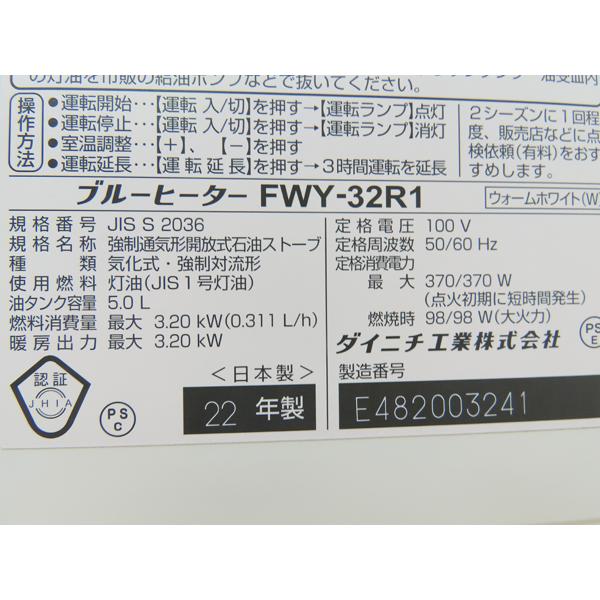 の灯油を市販の給油ポンプなどで抜いてください。
油受皿内
操作方法
●運転開始…【運転 入/切】を押す→【運転ランプ】点灯
●運転停止…【運転 入/切】を押す→【運転ランプ】消灯
●室温調整…【+】、【−】を押す
●運転延長…【運転延長】を押す→3時間運転を延長
2シーズンに1回程
度、販売店などに点
検依頼(有料)をおす
すめします。
ブルーヒーター FWY-32R1
ウォームホワイト(W)
規格番号 JIS S 2036
規格名称 強制通気形開放式石油ストーブ
種類 気化式・強制対流形
使用燃料 灯油(JIS1号灯油)
油タンク容量 5.0 L
燃料消費量 最大 3.20 kW(0.311 L/h)
暖房出力 最大 3.20 kW
定格電圧 100 V
定格周波数 50/60 Hz
定格消費電力
最大 370/370 W
(点火初期に短時間発生)
燃焼時 98/98 W(大火力)
ダイニチ工業株式会社
PS
E
認証
JHIA
PS
C
<日本製>
22 年製
製造番号
E482003241